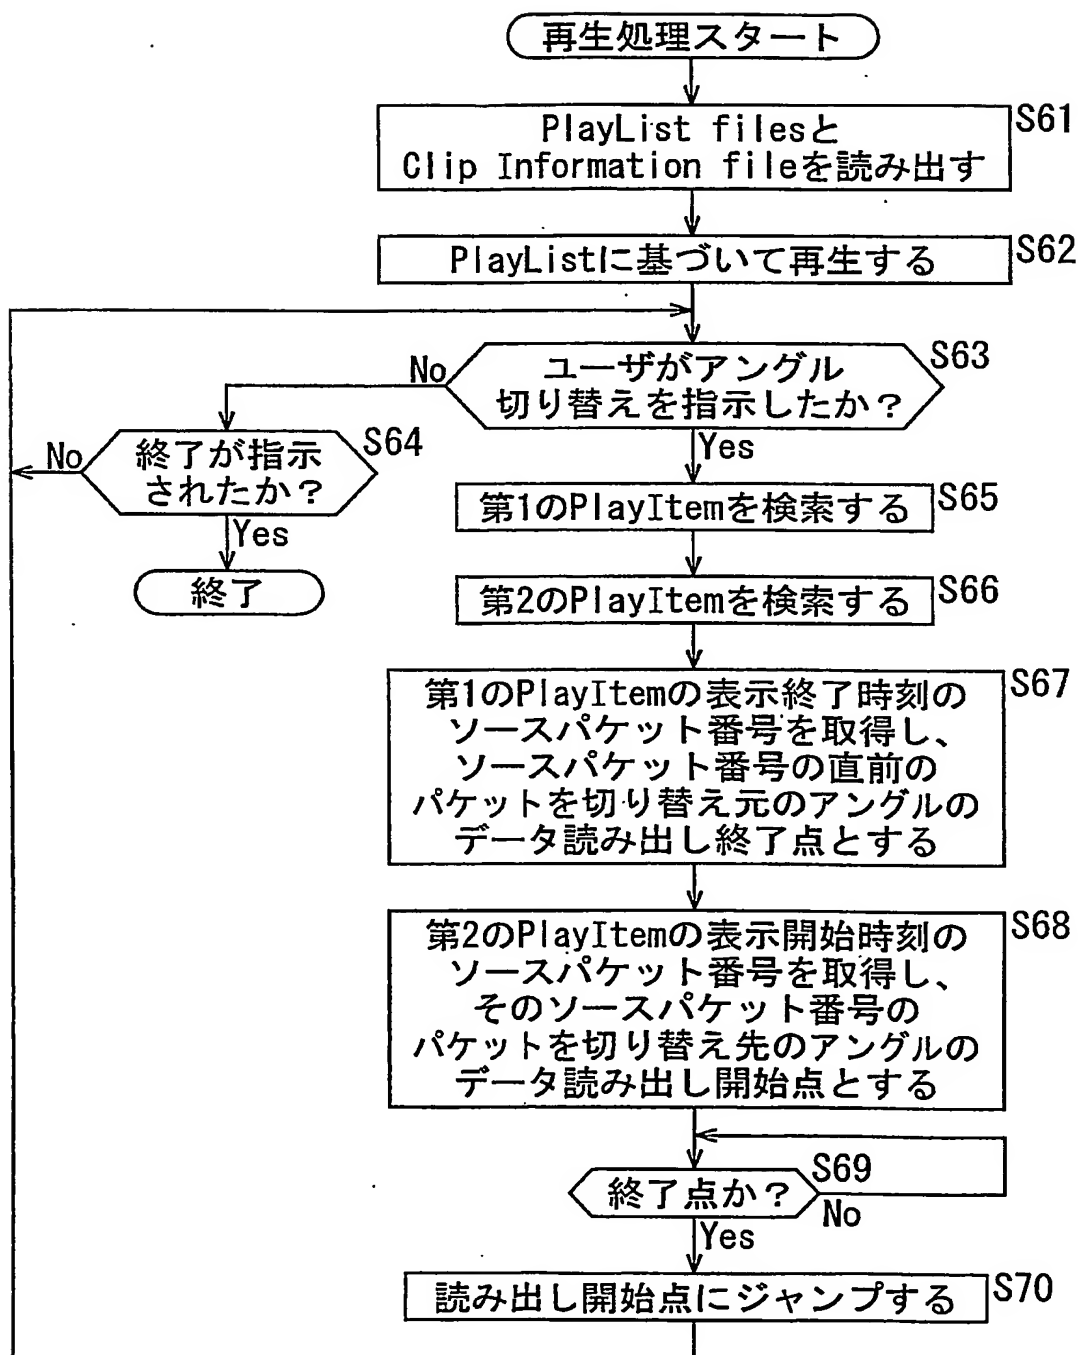 再生処理スタート
S61
PlayList filesと
Clip Information fileを読み出す
S62
PlayListに基づいて再生する
S63
ユーザがアングル
切り替えを指示したか？
No
Yes
S64
終了が指示
されたか？
No
Yes
終了
S65
第1のPlayItemを検索する
S66
第2のPlayItemを検索する
S67
第1のPlayItemの表示終了時刻の
ソースパケット番号を取得し、
ソースパケット番号の直前の
パケットを切り替え元のアングルの
データ読み出し終了点とする
S68
第2のPlayItemの表示開始時刻の
ソースパケット番号を取得し、
そのソースパケット番号の
パケットを切り替え先のアングルの
データ読み出し開始点とする
S69
終了点か？
No
Yes
S70
読み出し開始点にジャンプする